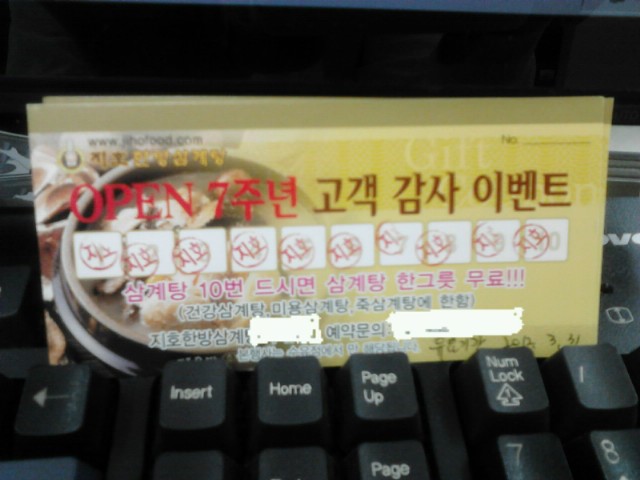 www.jihofood.com
No.
지호한방삼계탕
Gift
OPEN 7주년 고객 감사 이벤트
지호 지호 지호 지호 지호 지호 지 지호 지호 지호
삼계탕 10번 드시면 삼계탕 한그릇 무료!!!
(건강삼계탕,미용삼계탕,죽삼계탕에 한함)
지호한방삼계 예약문의
3, 31
Insert
Home
Page
Up
Num
Lock
/
Page
7
8